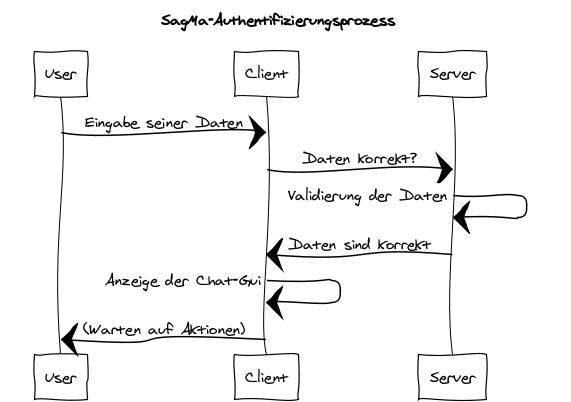 SagMa-Authentifizierungsprozess
User Client Server
Eingabe seiner Daten
Daten korrekt?
Validierung der Daten
Daten sind korrekt
Anzeige der Chat-Gui
(Warten auf Aktionen)
User Client Server